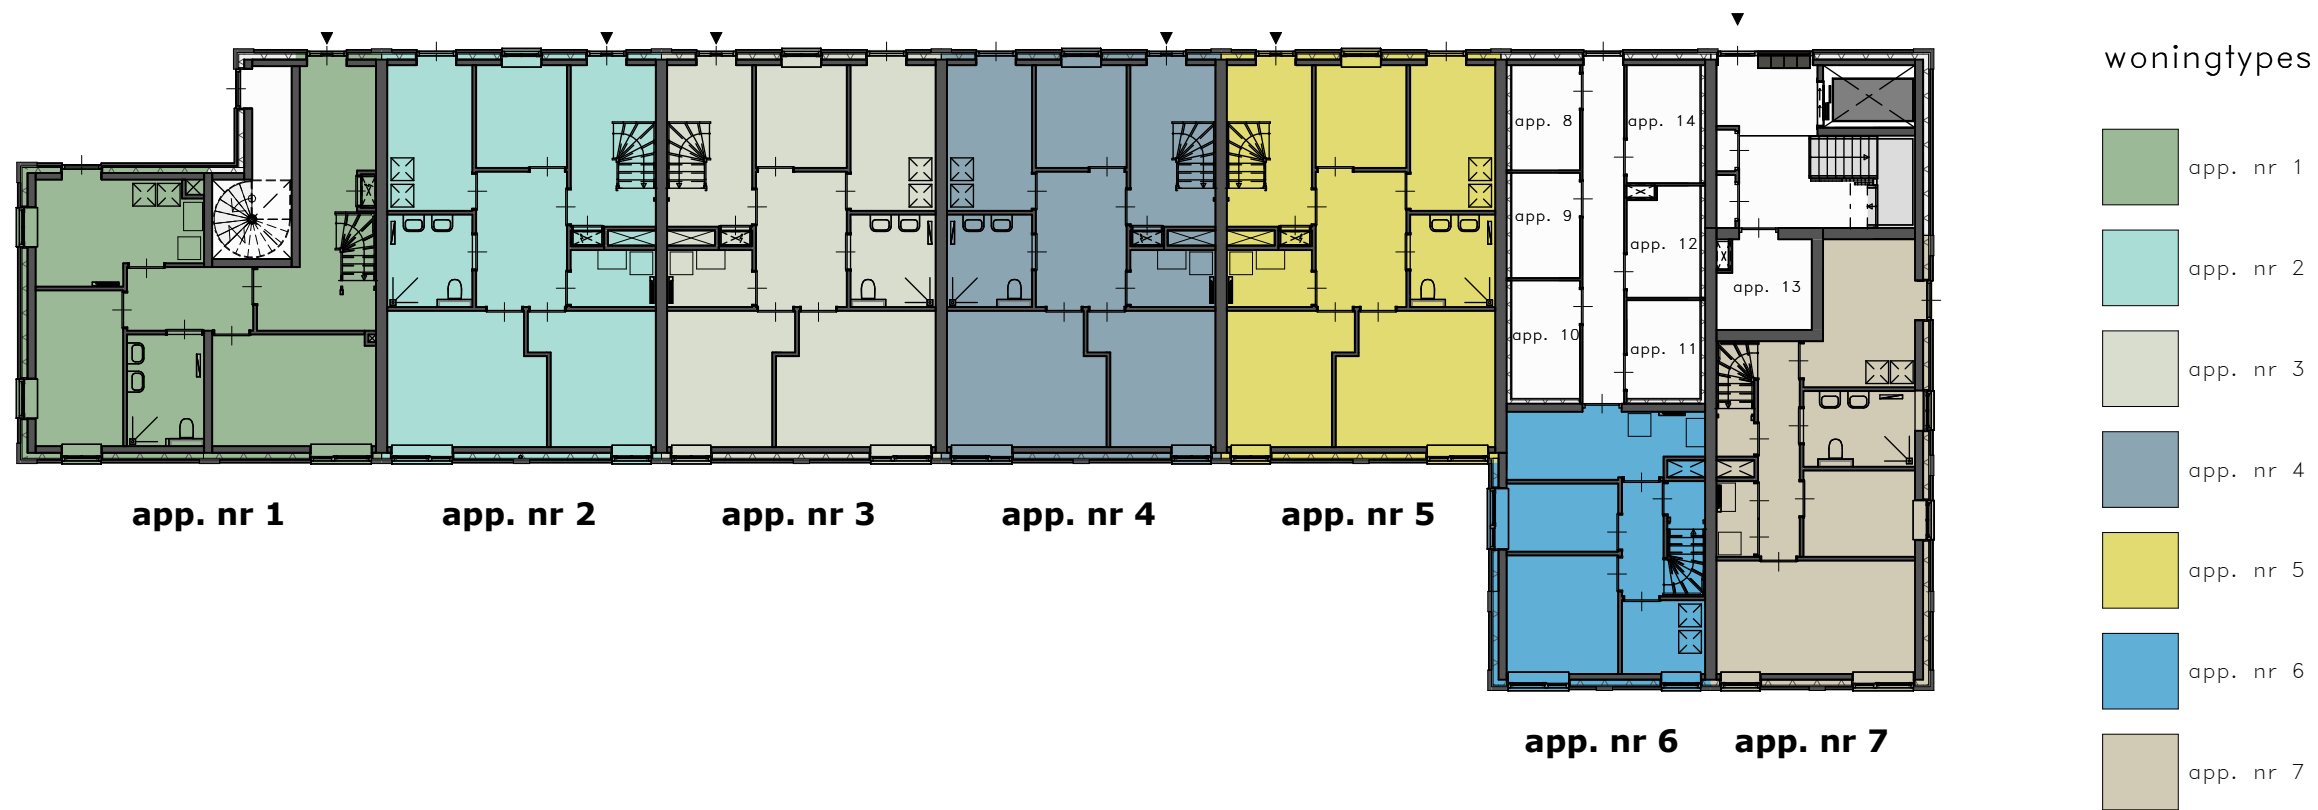 woningtypes
app. 8
app. 14
app. 9
app. 12
app. 10
app. 11
app. 13
app. nr 1
app. nr 2
app. nr 3
app. nr 4
app. nr 5
app. nr 6
app. nr 7
app. nr 1
app. nr 2
app. nr 3
app. nr 4
app. nr 5
app. nr 6
app. nr 7